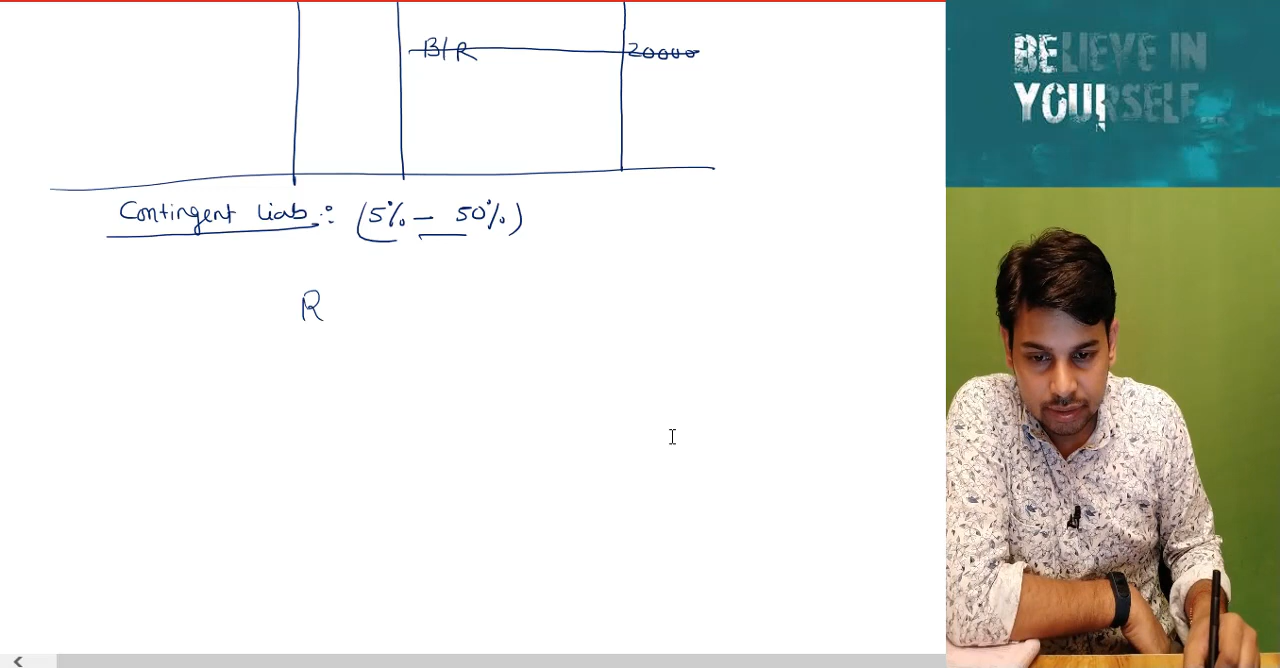 B/R 20000
Contingent Liab.: (5% – 50%)
R
BELIEVE IN
YOURSELF...